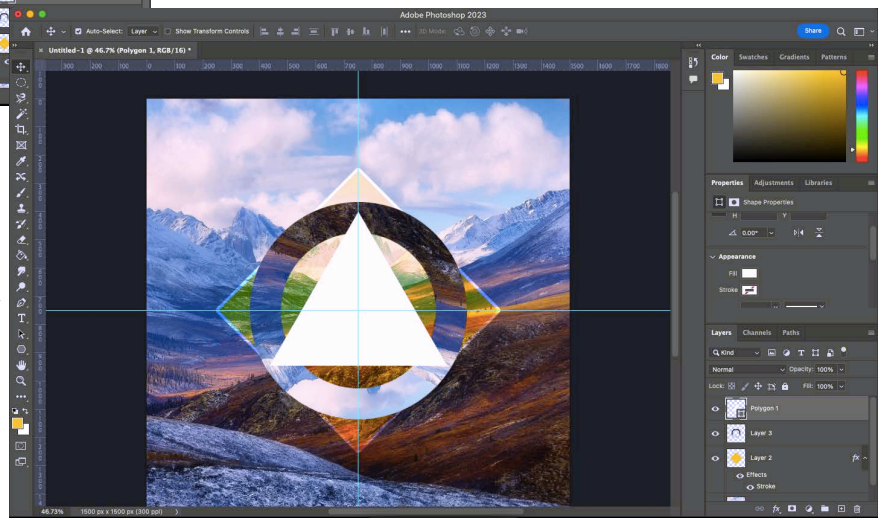 Adobe Photoshop 2023
Auto-Select: Layer Show Transform Controls 3D Mode: Share
× Untitled-1 @ 46.7% (Polygon 1, RGB/16) *
300 200 100 0 100 200 300 400 500 600 700 800 900 1000 1100 1200 1300 1400 1500 1600 1700 1800
Color Swatches Gradients Patterns
Properties Adjustments Libraries
Shape Properties
H Y
0.00°
Appearance
Fill
Stroke
Layers Channels Paths
Kind
Normal Opacity: 100%
Lock: Fill: 100%
Polygon 1
Layer 3
Layer 2 fx
Effects
Stroke
46.73% 1500 px x 1500 px (300 ppi)